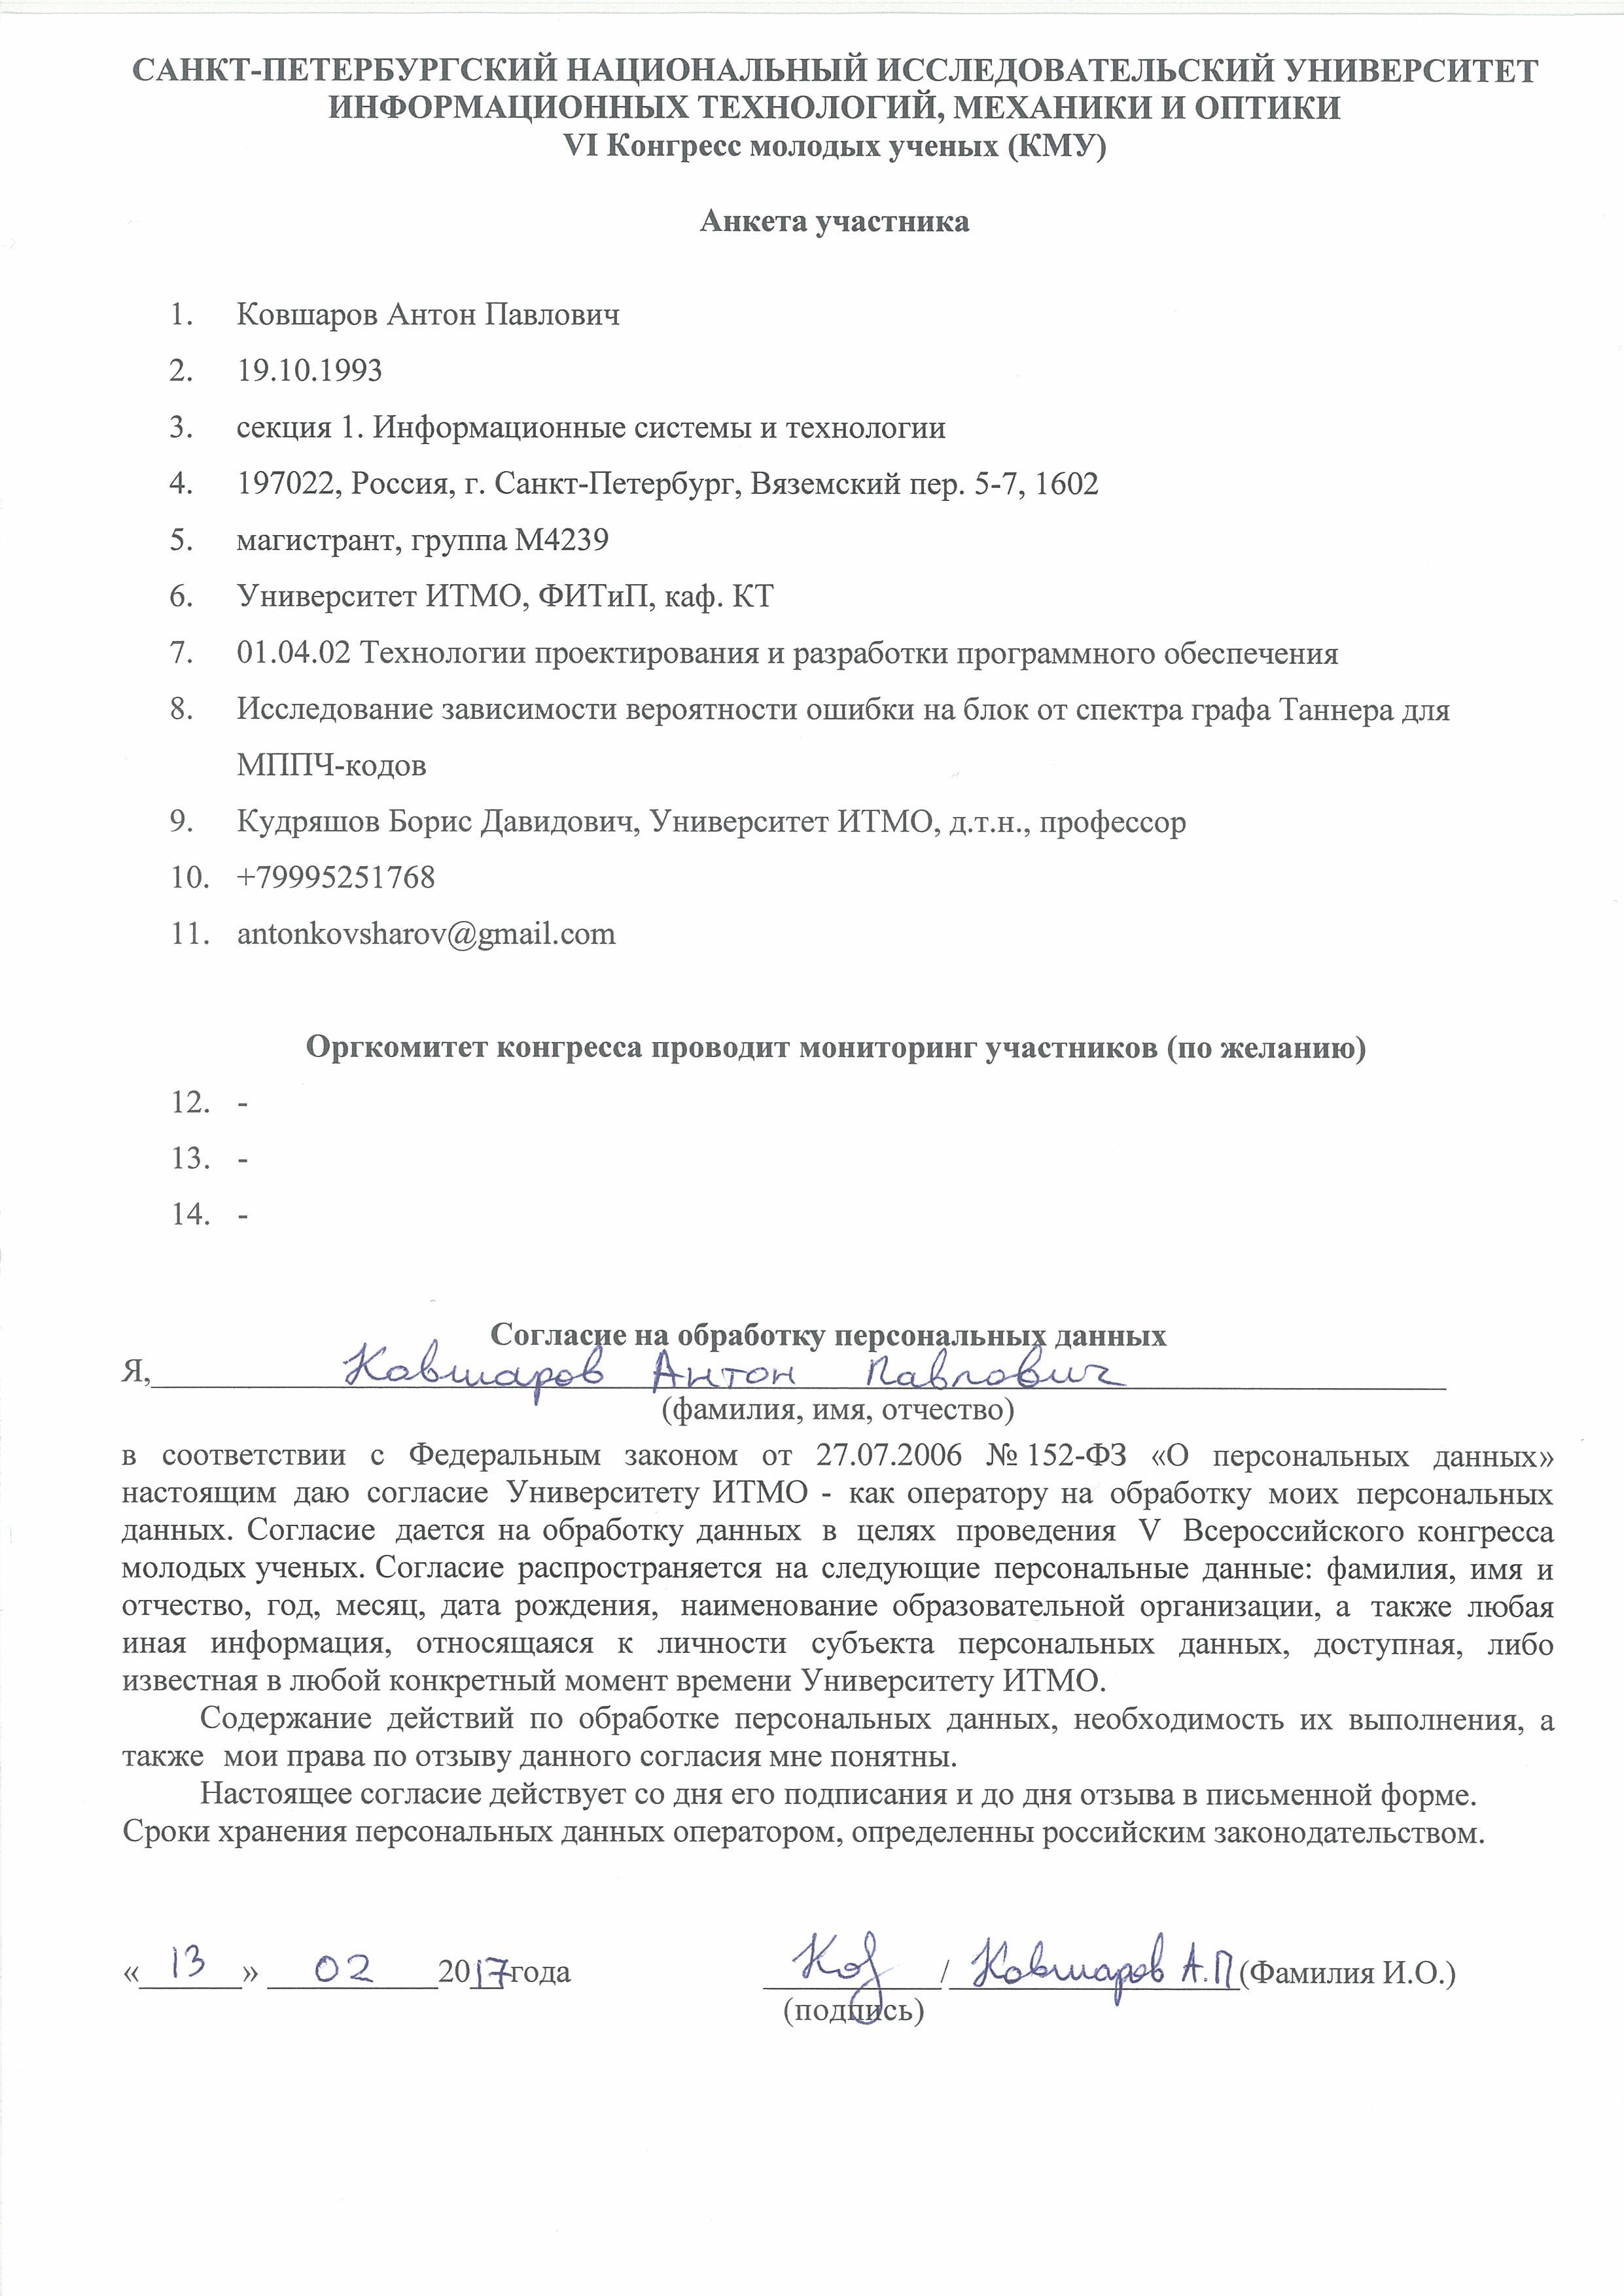 САНКТ-ПЕТЕРБУРГСКИЙ НАЦИОНАЛЬНЫЙ ИССЛЕДОВАТЕЛЬСКИЙ УНИВЕРСИТЕТ
ИНФОРМАЦИОННЫХ ТЕХНОЛОГИЙ, МЕХАНИКИ И ОПТИКИ
VI Конгресс молодых ученых (КМУ)
Анкета участника
1. Ковшаров Антон Павлович
2. 19.10.1993
3. секция 1. Информационные системы и технологии
4. 197022, Россия, г. Санкт-Петербург, Вяземский пер. 5-7, 1602
5. магистрант, группа М4239
6. Университет ИТМО, ФИТиП, каф. КТ
7. 01.04.02 Технологии проектирования и разработки программного обеспечения
8. Исследование зависимости вероятности ошибки на блок от спектра графа Таннера для
МППЧ-кодов
9. Кудряшов Борис Давидович, Университет ИТМО, д.т.н., профессор
10. +79995251768
11. antonkovsharov@gmail.com
Оргкомитет конгресса проводит мониторинг участников (по желанию)
12. -
13. -
14. -
Согласие на обработку персональных данных
Я, Ковшаров Антон Павлович
(фамилия, имя, отчество)
в соответствии с Федеральным законом от 27.07.2006 № 152-ФЗ «О персональных данных»
настоящим даю согласие Университету ИТМО - как оператору на обработку моих персональных
данных. Согласие дается на обработку данных в целях проведения V Всероссийского конгресса
молодых ученых. Согласие распространяется на следующие персональные данные: фамилия, имя и
отчество, год, месяц, дата рождения, наименование образовательной организации, а также любая
иная информация, относящаяся к личности субъекта персональных данных, доступная, либо
известная в любой конкретный момент времени Университету ИТМО.
Содержание действий по обработке персональных данных, необходимость их выполнения, а
также мои права по отзыву данного согласия мне понятны.
Настоящее согласие действует со дня его подписания и до дня отзыва в письменной форме.
Сроки хранения персональных данных оператором, определенны российским законодательством.
«13» 02 2017года Ков / Ковшаров А.П (Фамилия И.О.)
(подпись)